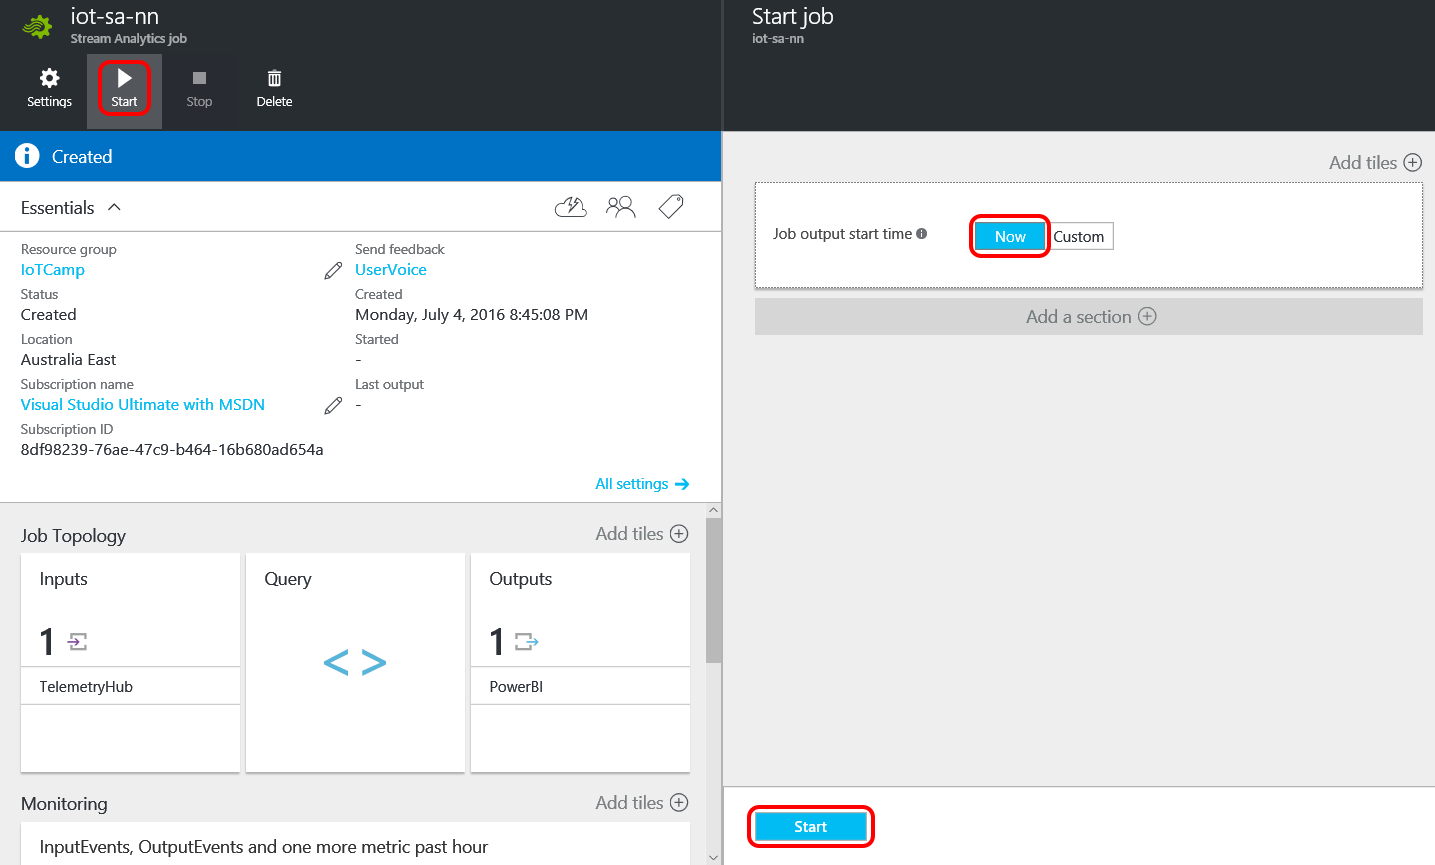 iot-sa-nn
Stream Analytics job
Settings
Start
Stop
Delete
Created
Essentials
Resource group
IoTCamp
Status
Created
Location
Australia East
Subscription name
Visual Studio Ultimate with MSDN
Subscription ID
8df98239-76ae-47c9-b464-16b680ad654a
Send feedback
UserVoice
Created
Monday, July 4, 2016 8:45:08 PM
Started
-
Last output
-
All settings
Job Topology
Add tiles
Inputs
1
TelemetryHub
Query
< >
Outputs
1
PowerBI
Monitoring
Add tiles
InputEvents, OutputEvents and one more metric past hour
Start job
iot-sa-nn
Add tiles
Job output start time
Now
Custom
Add a section
Start